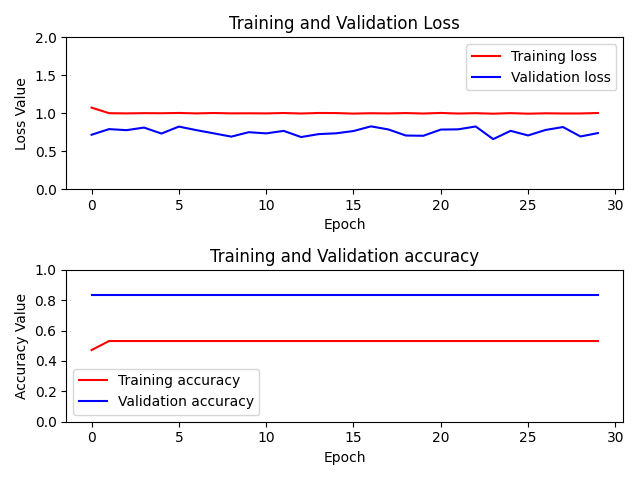 Training and Validation Loss
2.0
1.5
1.0
0.5
0.0
Loss Value
Training loss
Validation loss
0 5 10 15 20 25 30
Epoch
Training and Validation accuracy
1.0
0.8
0.6
0.4
0.2
0.0
Accuracy Value
Training accuracy
Validation accuracy
0 5 10 15 20 25 30
Epoch